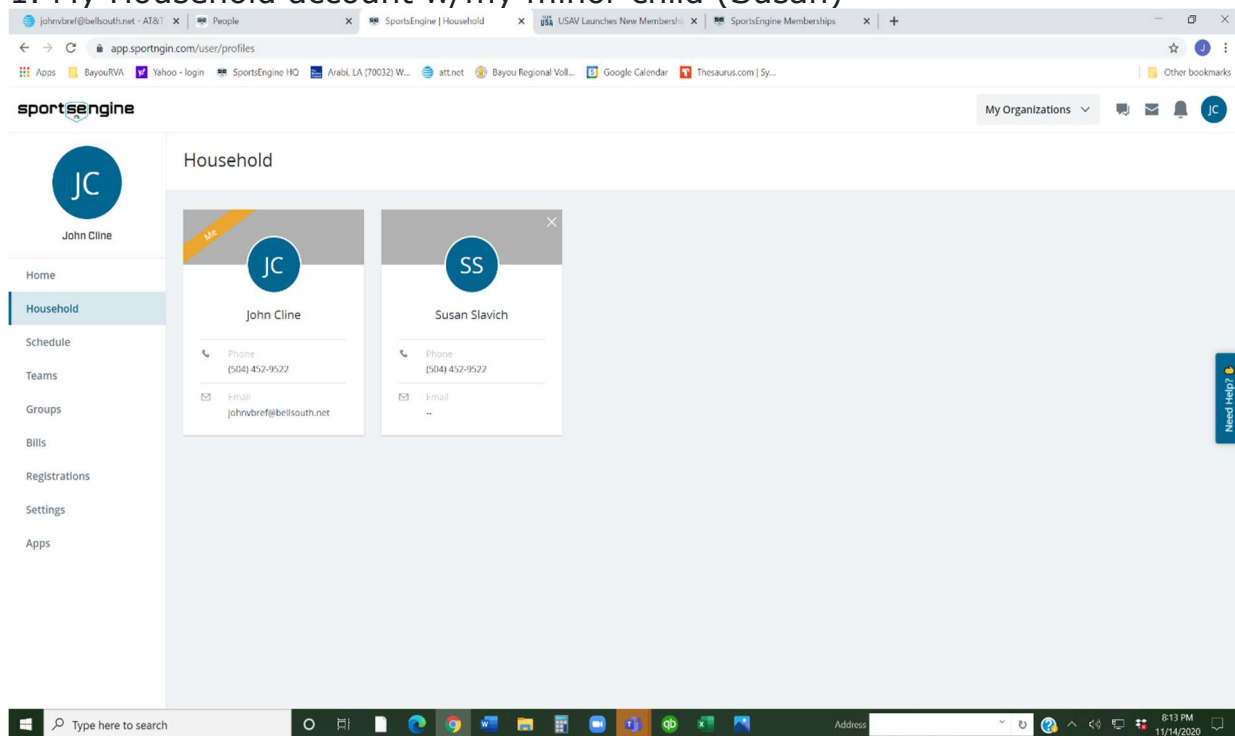 1. My Household account w/my minor child (Susan)
johnvbref@bellsouth.net - AT&T
People
SportsEngine | Household
USAV Launches New Membershi
SportsEngine Memberships
app.sportngin.com/user/profiles
J
Apps
BayouRVA
Yahoo - login
SportsEngine HQ
Arabi, LA (70032) W...
att.net
Bayou Regional Voll...
Google Calendar
Thesaurus.com | Sy...
Other bookmarks
sportsengine
My Organizations
JC
JC
John Cline
Home
Household
Schedule
Teams
Groups
Bills
Registrations
Settings
Apps
Household
Me
JC
John Cline
Phone
(504) 452-9522
Email
johnvbref@bellsouth.net
SS
Susan Slavich
Phone
(504) 452-9522
Email
--
Need Help?
Type here to search
Address
8:13 PM
11/14/2020